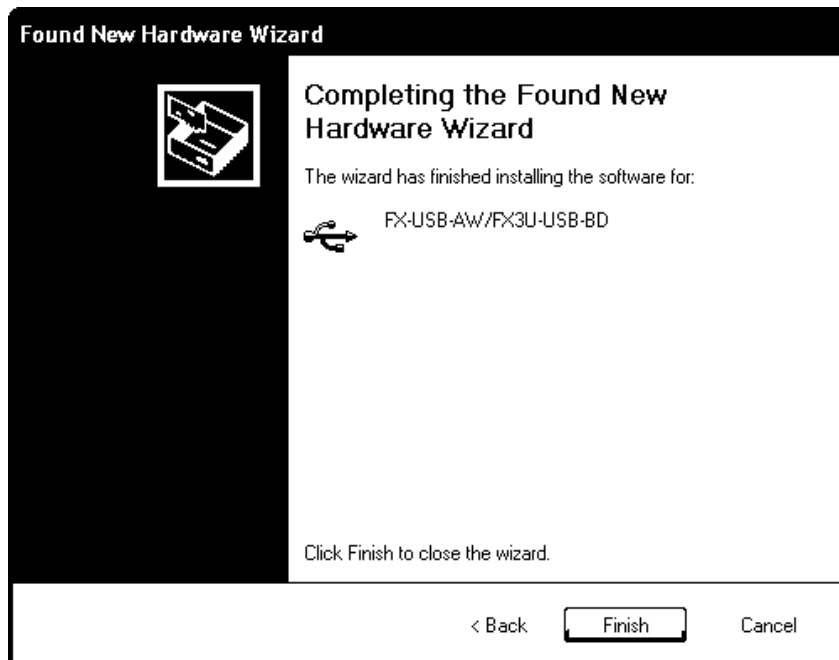 Found New Hardware Wizard
Completing the Found New
Hardware Wizard
The wizard has finished installing the software for:
FX-USB-AW/FX3U-USB-BD
Click Finish to close the wizard.
< Back
Finish
Cancel